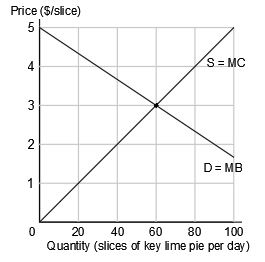 Price ($/slice)
5
4
S = MC
3
2
D = MB
1
0 20 40 60 80 100
Quantity (slices of key lime pie per day)